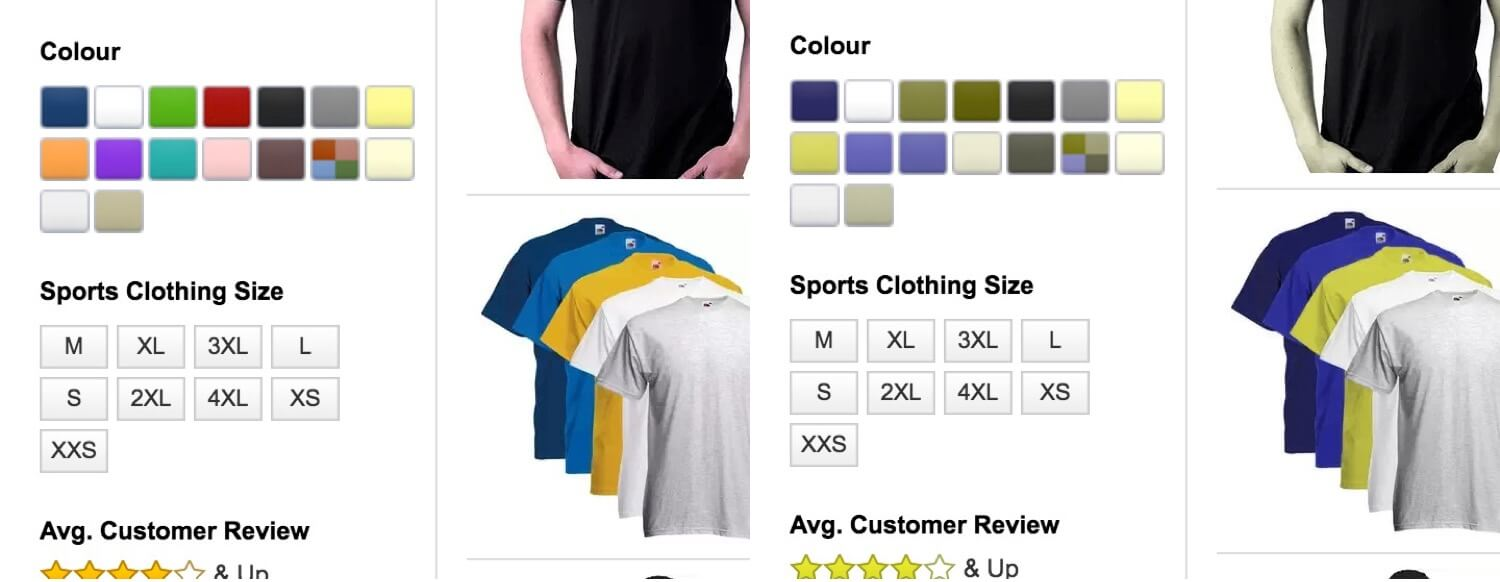 Colour
Sports Clothing Size
M XL 3XL L
S 2XL 4XL XS
XXS
Avg. Customer Review
& Up
Colour
Sports Clothing Size
M XL 3XL L
S 2XL 4XL XS
XXS
Avg. Customer Review
& Up